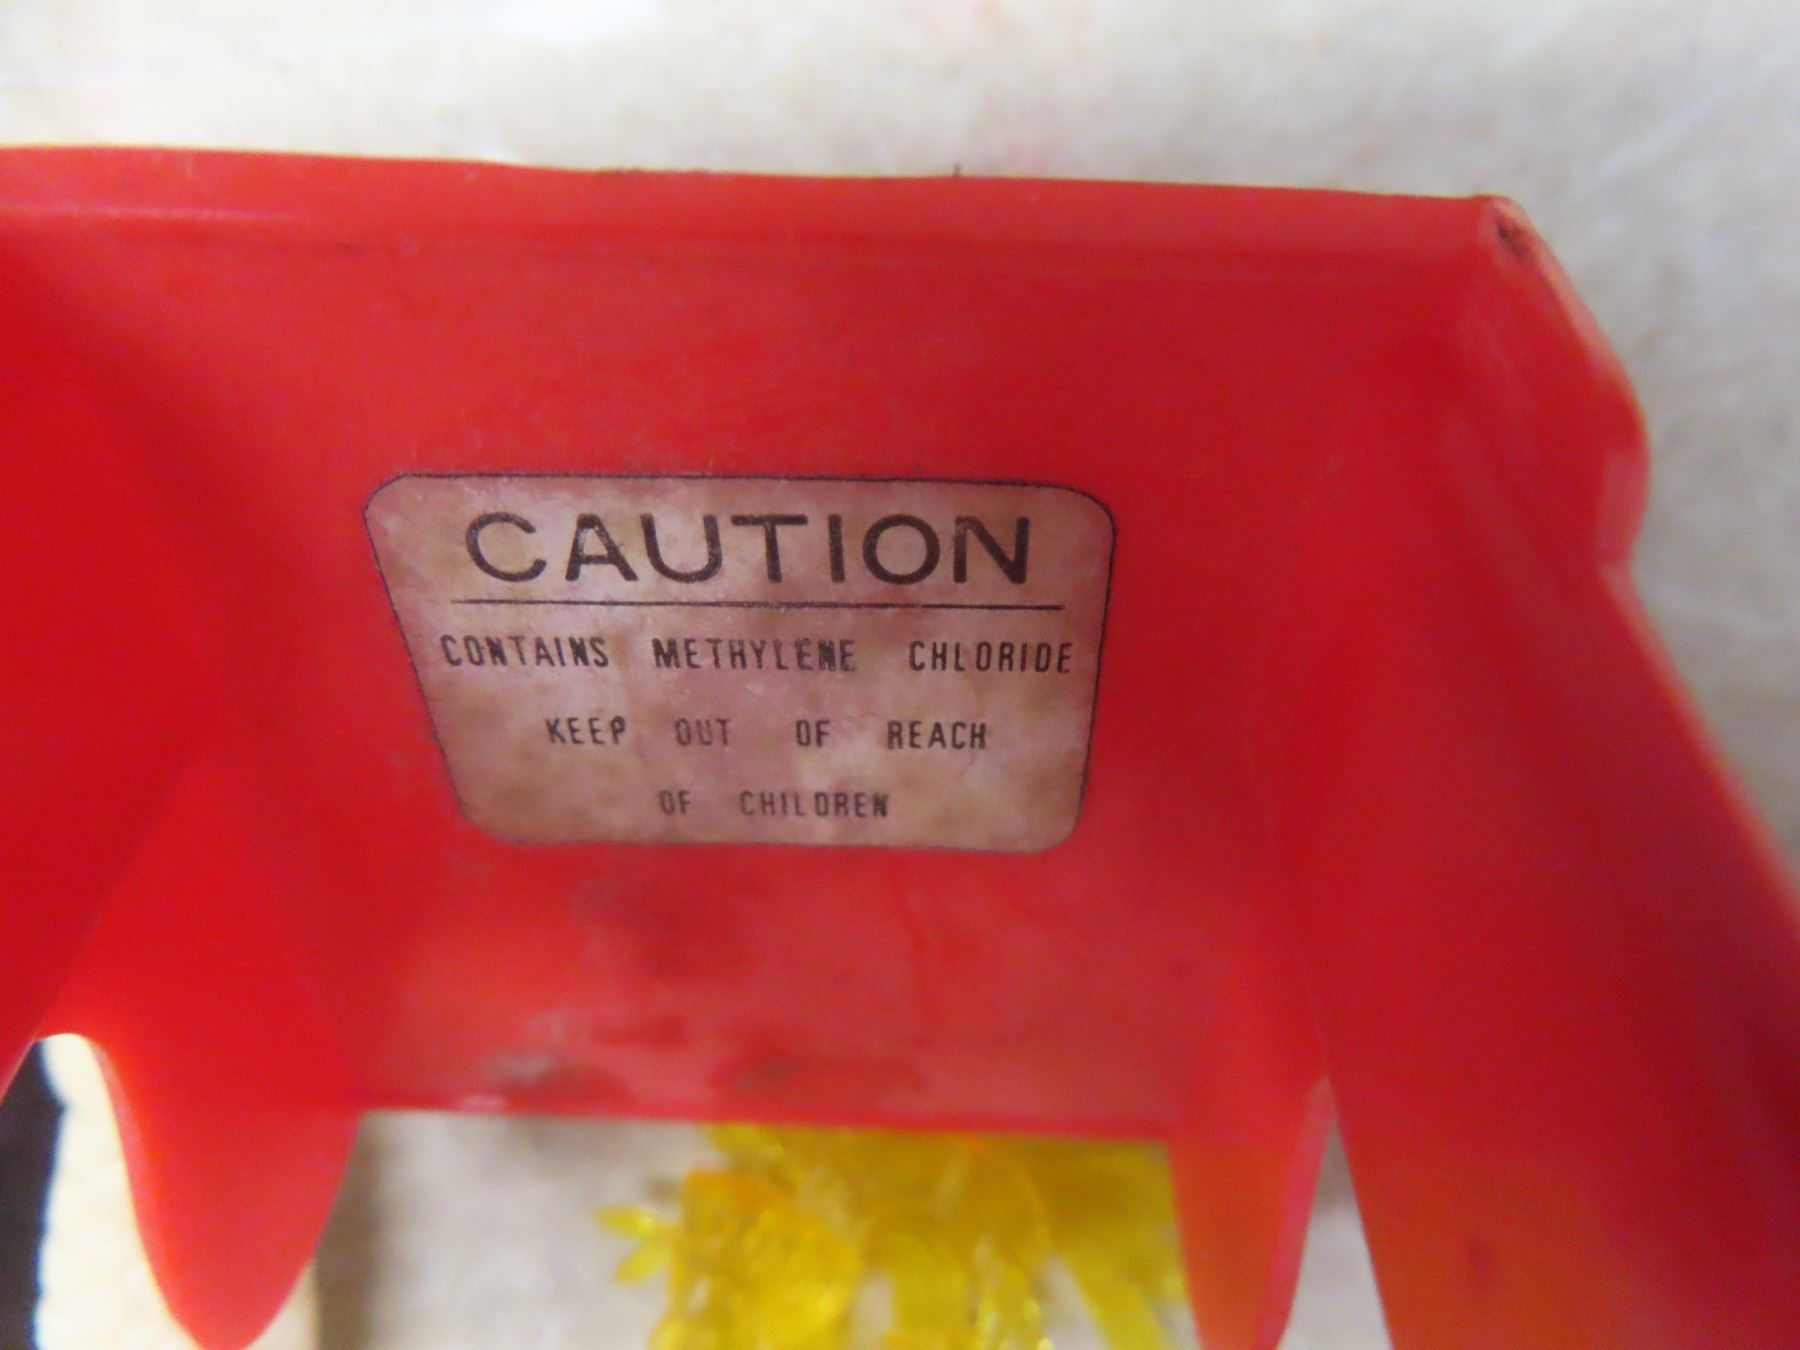 CAUTION
CONTAINS METHYLENE CHLORIDE
KEEP OUT OF REACH
OF CHILDREN